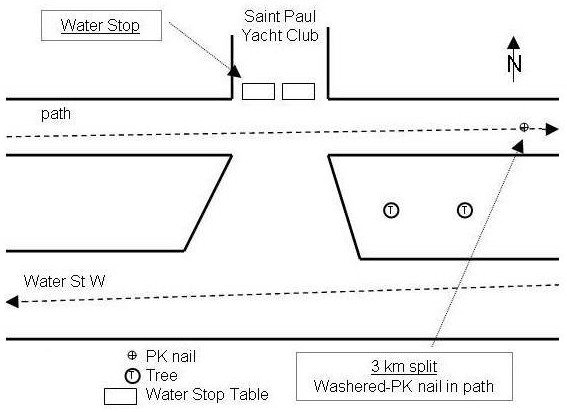 Saint Paul
Yacht Club
Water Stop
N
path
T T
Water St W
PK nail
T Tree
Water Stop Table
3 km split
Washered-PK nail in path